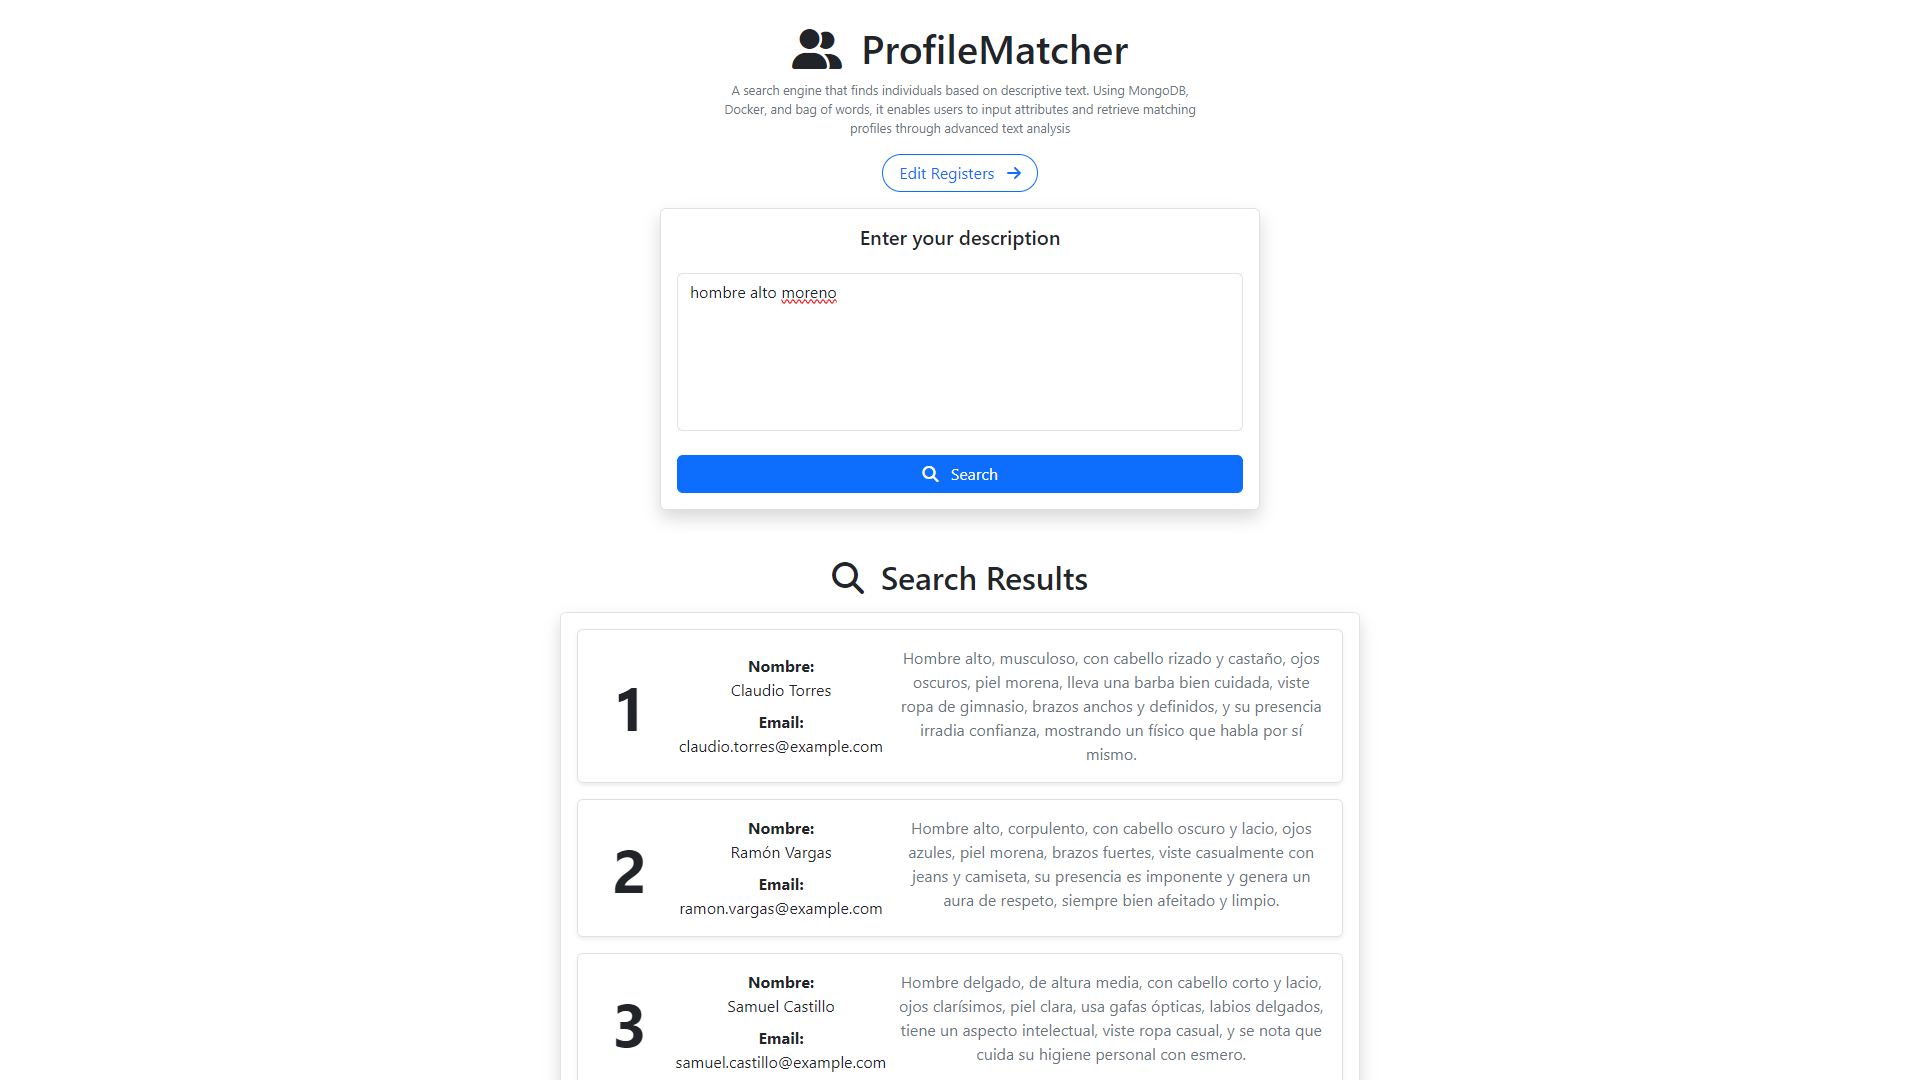 ProfileMatcher
A search engine that finds individuals based on descriptive text. Using MongoDB,
Docker, and bag of words, it enables users to input attributes and retrieve matching
profiles through advanced text analysis
Edit Registers
Enter your description
hombre alto moreno
Search
Search Results
1
Nombre:
Claudio Torres
Email:
claudio.torres@example.com
Hombre alto, musculoso, con cabello rizado y castaño, ojos
oscuros, piel morena, lleva una barba bien cuidada, viste
ropa de gimnasio, brazos anchos y definidos, y su presencia
irradia confianza, mostrando un físico que habla por sí
mismo.
2
Nombre:
Ramón Vargas
Email:
ramon.vargas@example.com
Hombre alto, corpulento, con cabello oscuro y lacio, ojos
azules, piel morena, brazos fuertes, viste casualmente con
jeans y camiseta, su presencia es imponente y genera un
aura de respeto, siempre bien afeitado y limpio.
3
Nombre:
Samuel Castillo
Email:
samuel.castillo@example.com
Hombre delgado, de altura media, con cabello corto y lacio,
ojos clarísimos, piel clara, usa gafas ópticas, labios delgados,
tiene un aspecto intelectual, viste ropa casual, y se nota que
cuida su higiene personal con esmero.